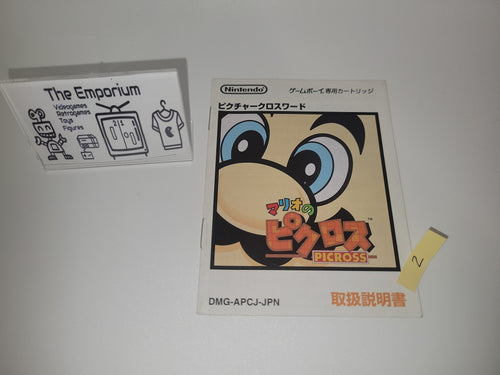 The Emporium
Videogames
Retrogames
Toys
Figures
Nintendo
ゲームボーイ専用カートリッジ
ピクチャークロスワード
マリオの
ピクロス
TM
PICROSS
DMG-APCJ-JPN
取扱説明書
2